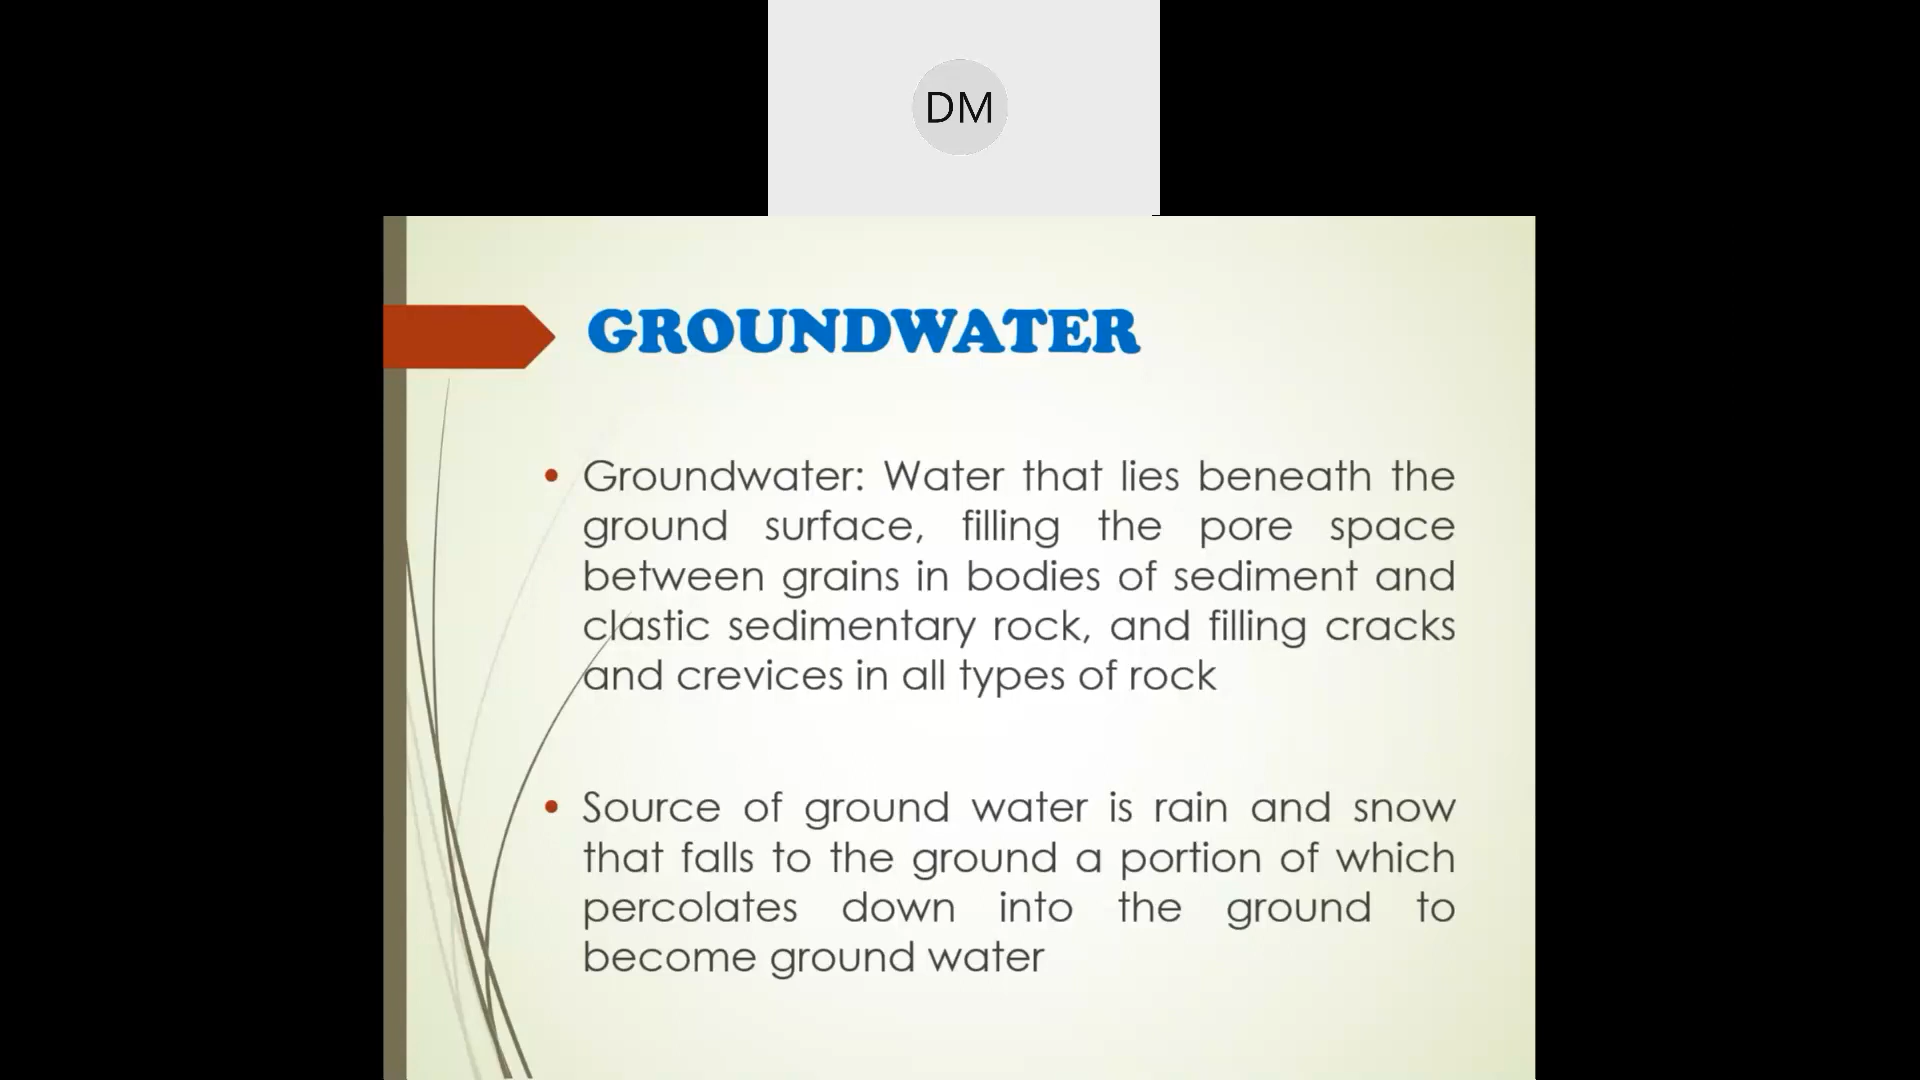 DM
GROUNDWATER
• Groundwater: Water that lies beneath the
ground surface, filling the pore space
between grains in bodies of sediment and
clastic sedimentary rock, and filling cracks
and crevices in all types of rock
• Source of ground water is rain and snow
that falls to the ground a portion of which
percolates down into the ground to
become ground water